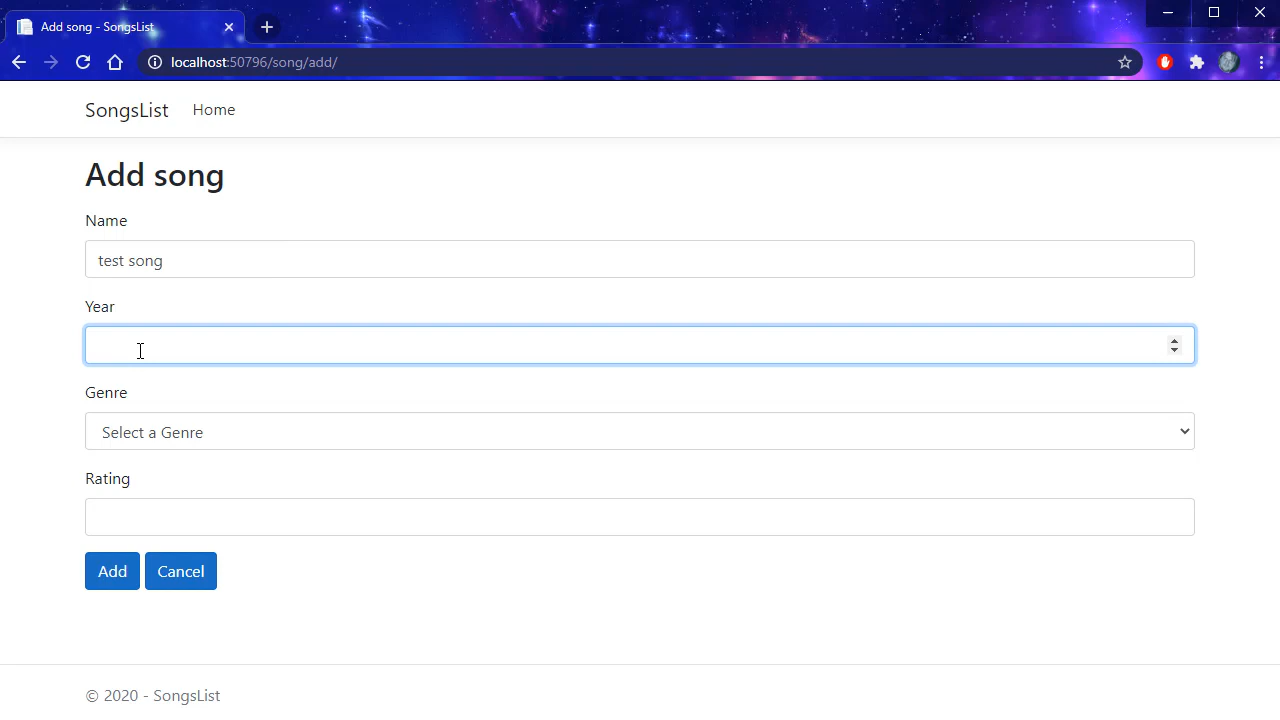 Add song - SongsList
localhost:50796/song/add/
SongsList Home
Add song
Name
test song
Year
Genre
Select a Genre
Rating
Add Cancel
© 2020 - SongsList